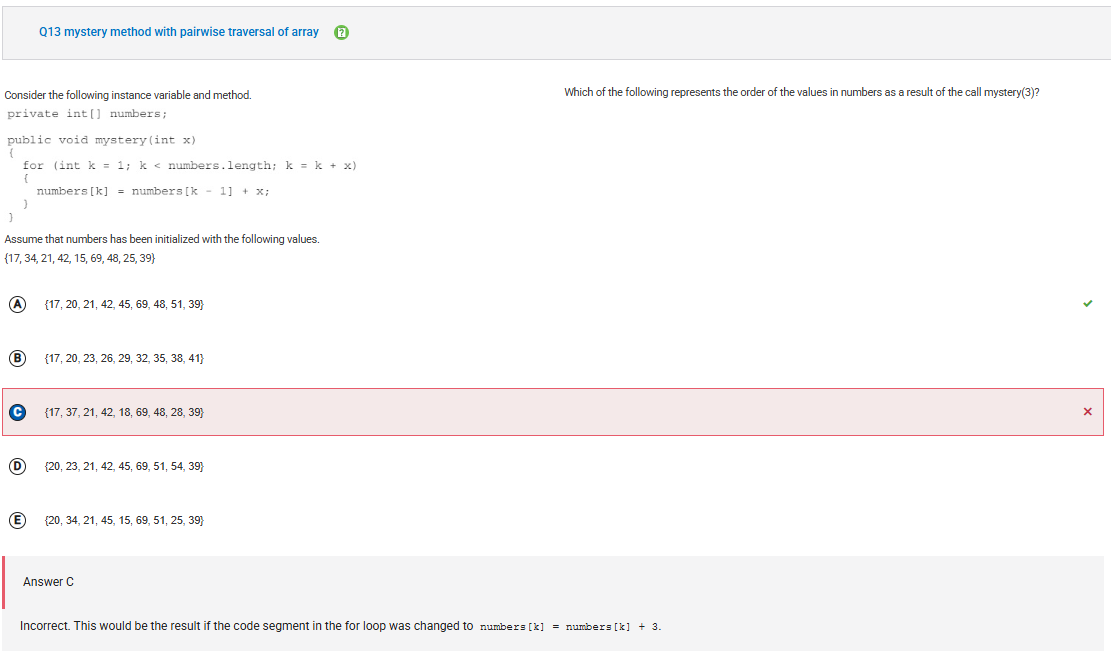 Q13 mystery method with pairwise traversal of array
Consider the following instance variable and method.
private int[] numbers;
public void mystery(int x)
{
for (int k = 1; k < numbers.length; k = k + x)
{
numbers[k] = numbers[k - 1] + x;
}
}
Assume that numbers has been initialized with the following values.
{17, 34, 21, 42, 15, 69, 48, 25, 39}
Which of the following represents the order of the values in numbers as a result of the call mystery(3)?
A {17, 20, 21, 42, 45, 69, 48, 51, 39}
B {17, 20, 23, 26, 29, 32, 35, 38, 41}
C {17, 37, 21, 42, 18, 69, 48, 28, 39}
D {20, 23, 21, 42, 45, 69, 51, 54, 39}
E {20, 34, 21, 45, 15, 69, 51, 25, 39}
Answer C
Incorrect. This would be the result if the code segment in the for loop was changed to numbers[k] = numbers[k] + 3.